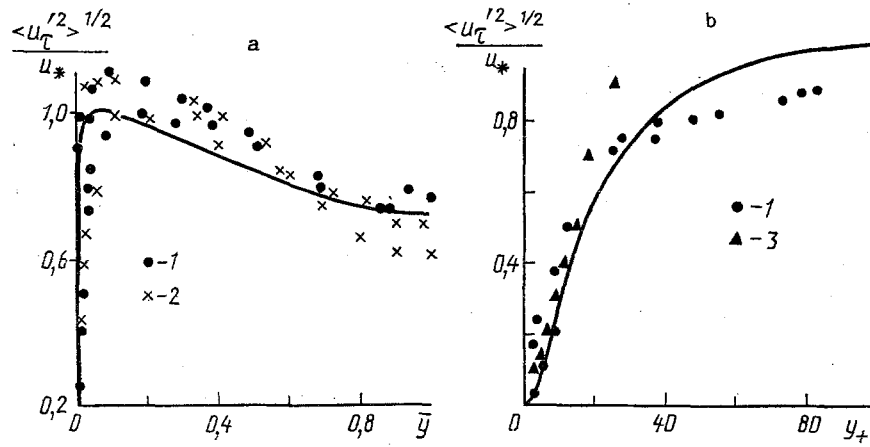 <u_τ'²>^1/2
u_*
a
1,0
0,6
0,2
● -1
× -2
0
0,4
0,8
ȳ
<u_τ'²>^1/2
u_*
b
0,8
0,4
● -1
▲ -3
0
40
80
y_+